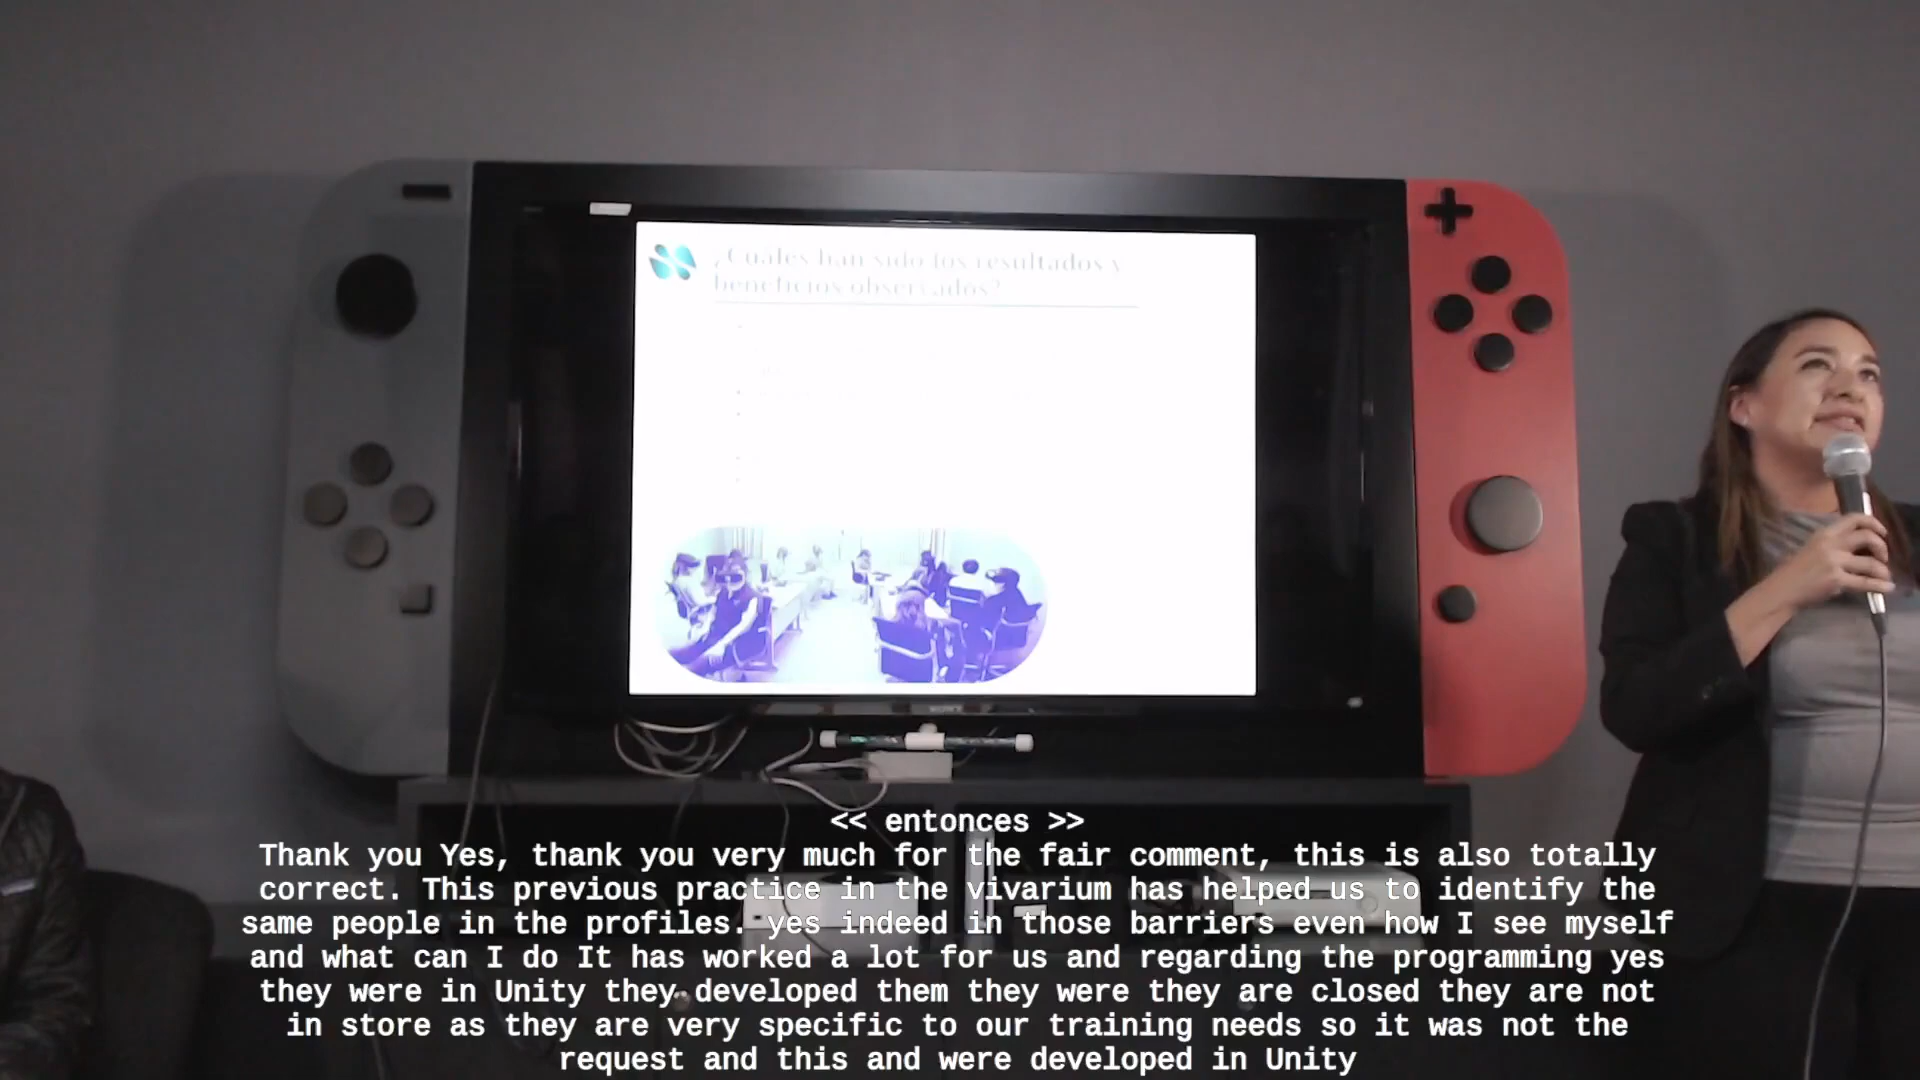 ¿Cuáles han sido los resultados y
beneficios observados?
SONY
<< entonces >>
Thank you Yes, thank you very much for the fair comment, this is also totally
correct. This previous practice in the vivarium has helped us to identify the
same people in the profiles. yes indeed in those barriers even how I see myself
and what can I do It has worked a lot for us and regarding the programming yes
they were in Unity they developed them they were they are closed they are not
in store as they are very specific to our training needs so it was not the
request and this and were developed in Unity